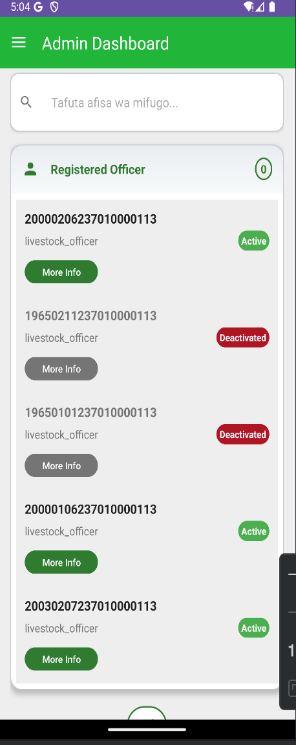 5:04 G
Admin Dashboard
Tafuta afisa wa mifugo...
Registered Officer
0
20000206237010000113
livestock_officer
Active
More Info
19650211237010000113
livestock_officer
Deactivated
More Info
19650101237010000113
livestock_officer
Deactivated
More Info
20000106237010000113
livestock_officer
Active
More Info
20030207237010000113
livestock_officer
Active
More Info
1